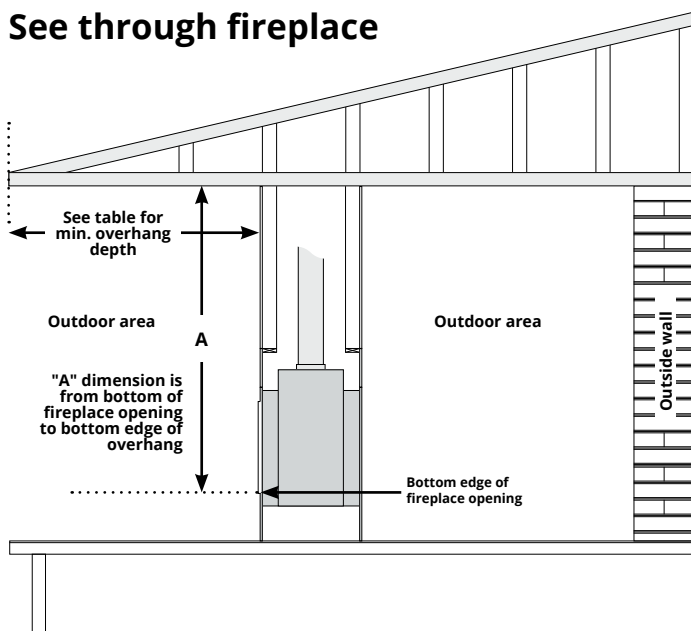 See through fireplace
See table for
min. overhang
depth
Outdoor area
A
Outdoor area
Outside wall
"A" dimension is
from bottom of
fireplace opening
to bottom edge of
overhang
Bottom edge of
fireplace opening